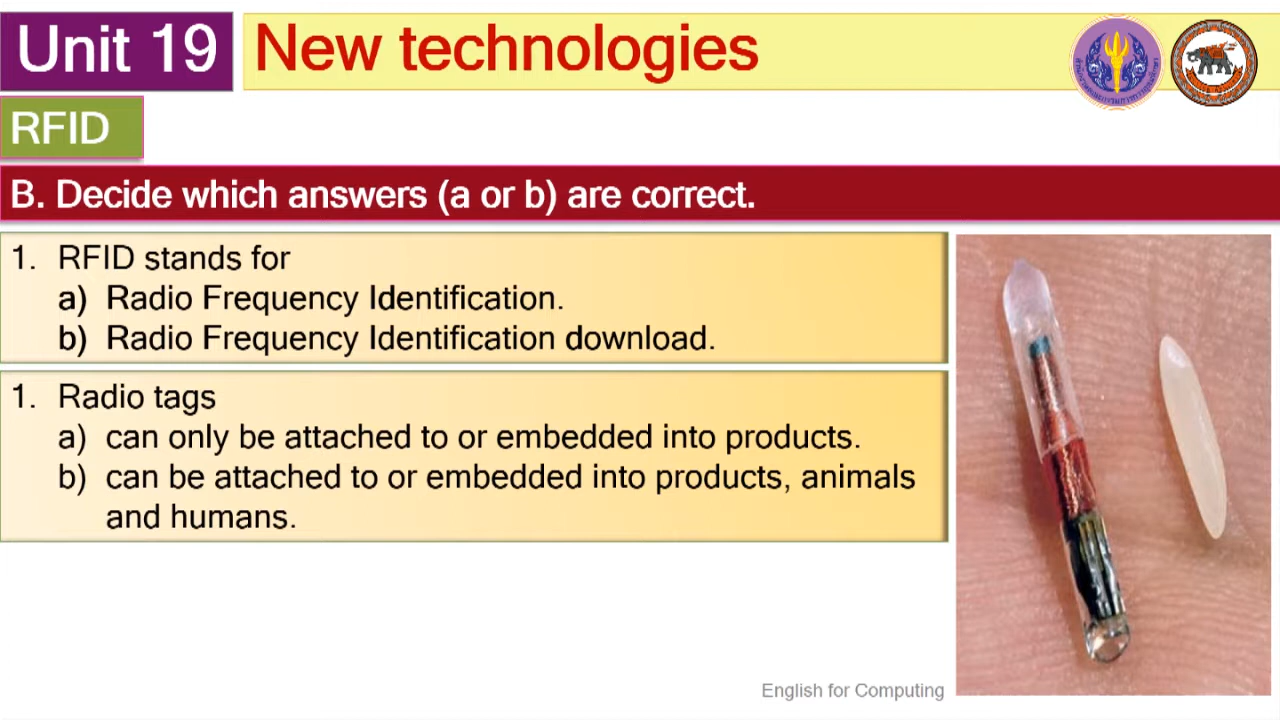 Unit 19
New technologies
RFID
B. Decide which answers (a or b) are correct.
1. RFID stands for
a) Radio Frequency Identification.
b) Radio Frequency Identification download.
1. Radio tags
a) can only be attached to or embedded into products.
b) can be attached to or embedded into products, animals
and humans.
English for Computing